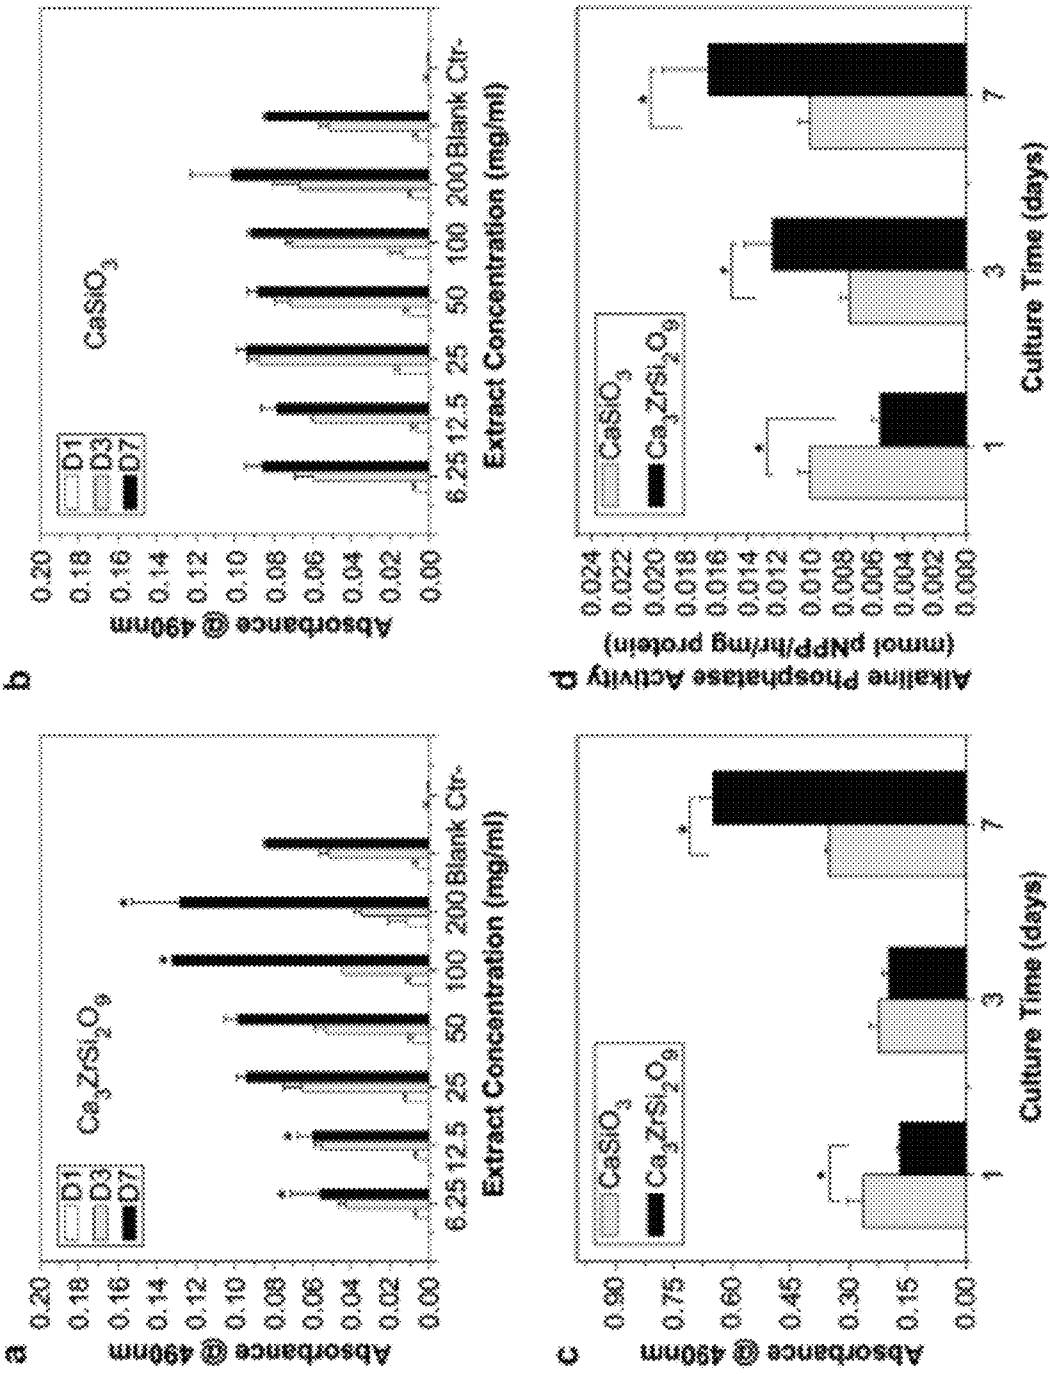 a
Absorbance @ 490nm
0.20
0.18
0.16
0.14
0.12
0.10
0.08
0.06
0.04
0.02
0.00
D1
D3
D7
Ca3ZrSi2O9
* * * *
6.25 12.5 25 50 100 200 Blank Ctr-
Extract Concentration (mg/ml)
b
Absorbance @ 490nm
0.20
0.18
0.16
0.14
0.12
0.10
0.08
0.06
0.04
0.02
0.00
D1
D3
D7
CaSiO3
6.25 12.5 25 50 100 200 Blank Ctr-
Extract Concentration (mg/ml)
c
Absorbance @ 490nm
0.90
0.75
0.60
0.45
0.30
0.15
0.00
CaSiO3
Ca3ZrSi2O9
* *
1 3 7
Culture Time (days)
d
Alkaline Phosphatase Activity
(mmol pNPP/hr/mg protein)
0.024
0.022
0.020
0.018
0.016
0.014
0.012
0.010
0.008
0.006
0.004
0.002
0.000
CaSiO3
Ca3ZrSi2O9
* * *
1 3 7
Culture Time (days)